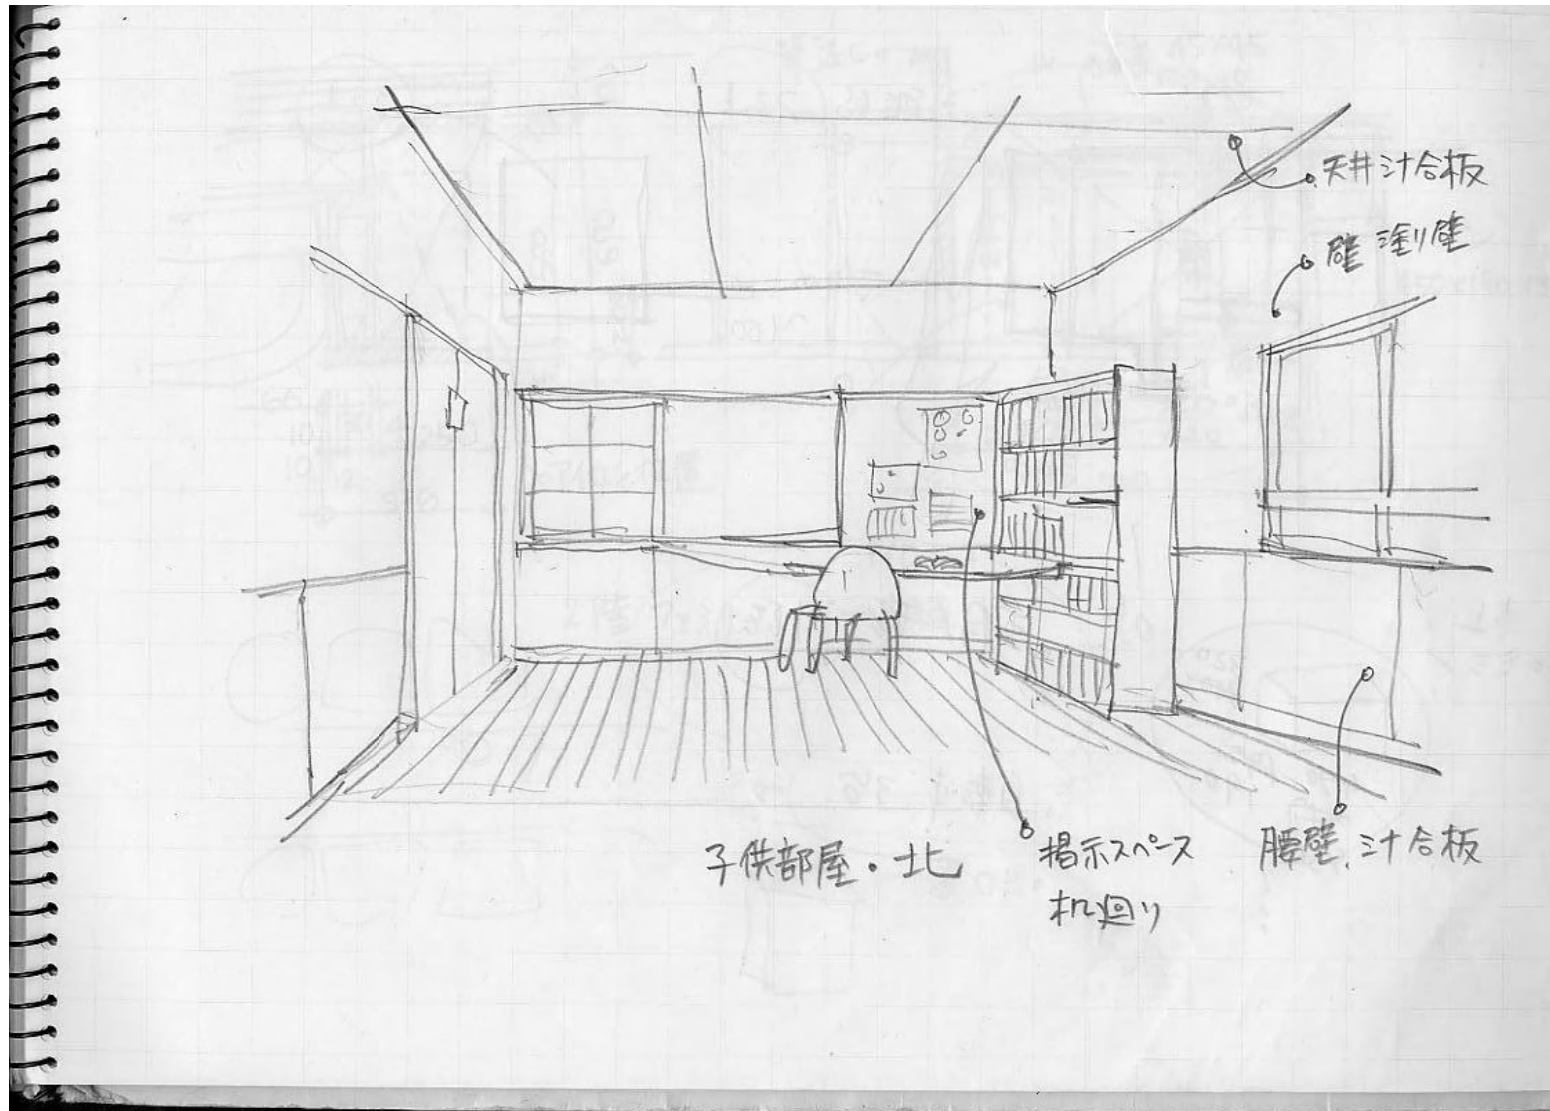 天井 シナ合板
壁 塗り壁
子供部屋・北
掲示スペース
机廻り
腰壁、シナ合板